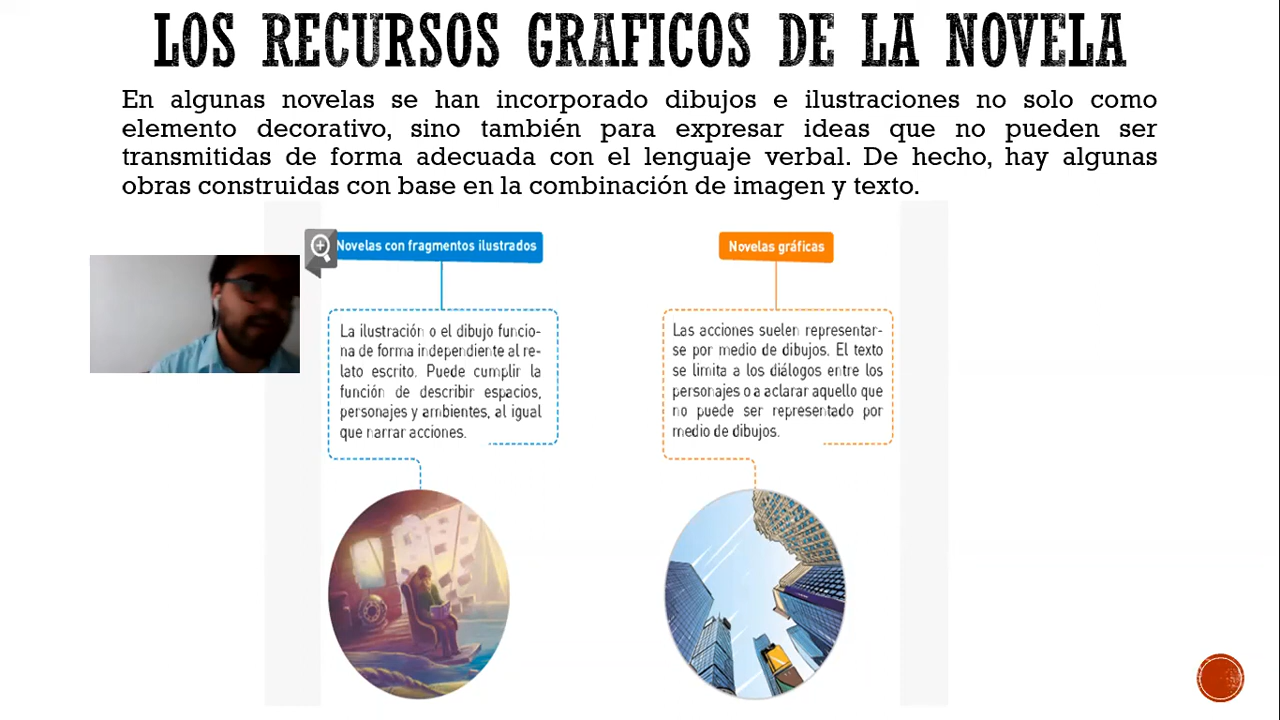 LOS RECURSOS GRAFICOS DE LA NOVELA
En algunas novelas se han incorporado dibujos e ilustraciones no solo como
elemento decorativo, sino también para expresar ideas que no pueden ser
transmitidas de forma adecuada con el lenguaje verbal. De hecho, hay algunas
obras construidas con base en la combinación de imagen y texto.
Novelas con fragmentos ilustrados
La ilustración o el dibujo funcio-
na de forma independiente al re-
lato escrito. Puede cumplir la
función de describir espacios,
personajes y ambientes, al igual
que narrar acciones.
Novelas gráficas
Las acciones suelen representar-
se por medio de dibujos. El texto
se limita a los diálogos entre los
personajes o a aclarar aquello que
no puede ser representado por
medio de dibujos.